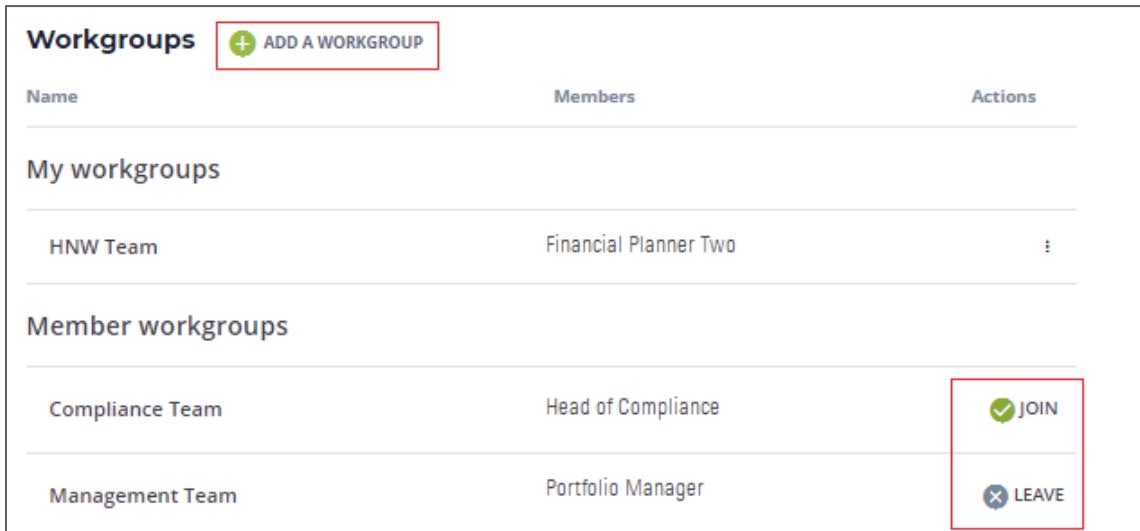 Workgroups ADD A WORKGROUP
Name Members Actions
My workgroups
HNW Team Financial Planner Two
Member workgroups
Compliance Team Head of Compliance JOIN
Management Team Portfolio Manager LEAVE